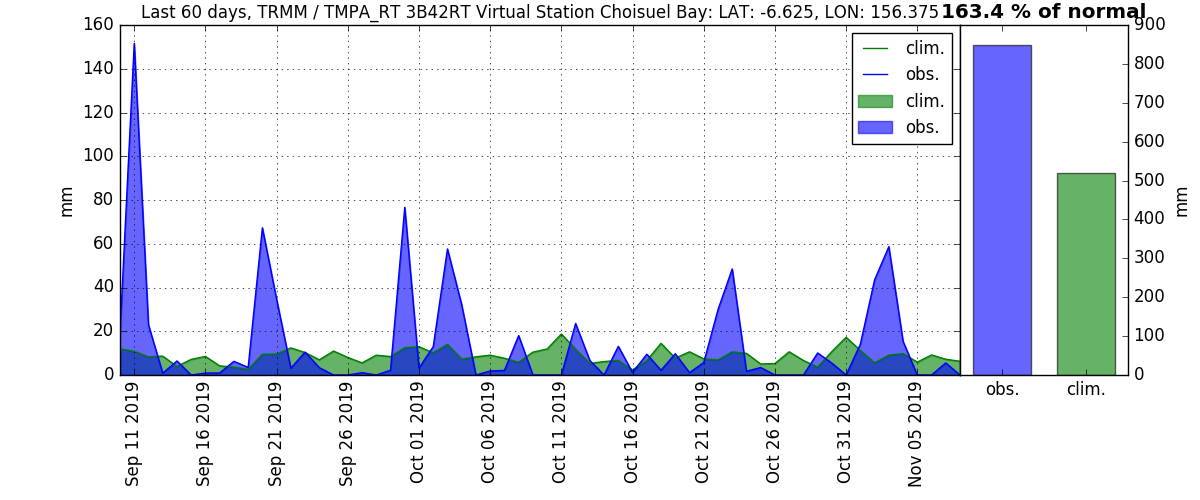 Last 60 days, TRMM / TMPA_RT 3B42RT Virtual Station Choisuel Bay: LAT: -6.625, LON: 156.375
163.4 % of normal
160
140
120
100
80
60
40
20
0
mm
clim.
obs.
clim.
obs.
Sep 11 2019
Sep 16 2019
Sep 21 2019
Sep 26 2019
Oct 01 2019
Oct 06 2019
Oct 11 2019
Oct 16 2019
Oct 21 2019
Oct 26 2019
Oct 31 2019
Nov 05 2019
900
800
700
600
500
400
300
200
100
0
mm
obs.
clim.